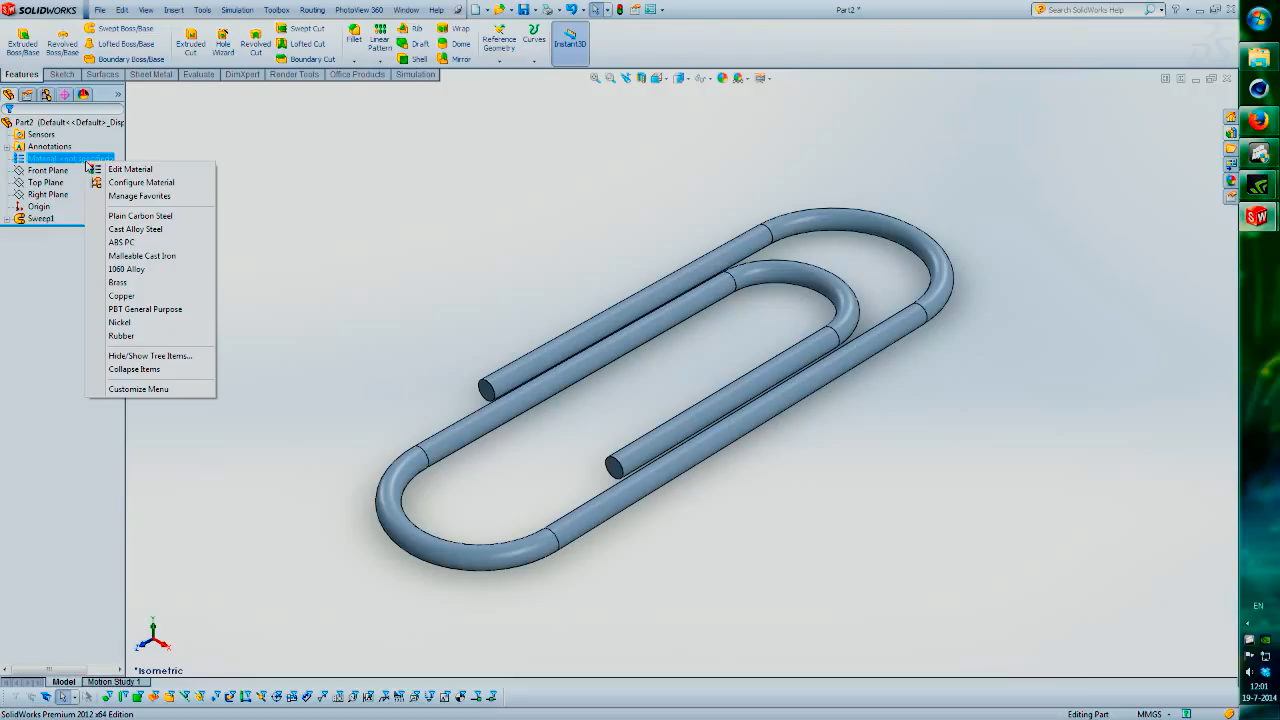 SOLIDWORKS File Edit View Insert Tools Simulation Toolbox Routing PhotoView 360 Window Help Part2 * Search SolidWorks Help
Extruded Boss/Base
Revolved Boss/Base
Swept Boss/Base
Lofted Boss/Base
Boundary Boss/Base
Extruded Cut
Hole Wizard
Revolved Cut
Swept Cut
Lofted Cut
Boundary Cut
Fillet
Linear Pattern
Rib
Draft
Shell
Wrap
Dome
Mirror
Reference Geometry
Curves
Instant3D
Features Sketch Surfaces Sheet Metal Evaluate DimXpert Render Tools Office Products Simulation
Part2 (Default<<Default>_Disp
Sensors
Annotations
Material <not specified>
Front Plane
Top Plane
Right Plane
Origin
Sweep1
Edit Material
Configure Material
Manage Favorites
Plain Carbon Steel
Cast Alloy Steel
ABS PC
Malleable Cast Iron
1060 Alloy
Brass
Copper
PBT General Purpose
Nickel
Rubber
Hide/Show Tree Items...
Collapse Items
Customize Menu
Y
Z
X
*Isometric
Model Motion Study 1
SolidWorks Premium 2012 x64 Edition
Editing Part MMGS
EN
12:01
19-7-2014